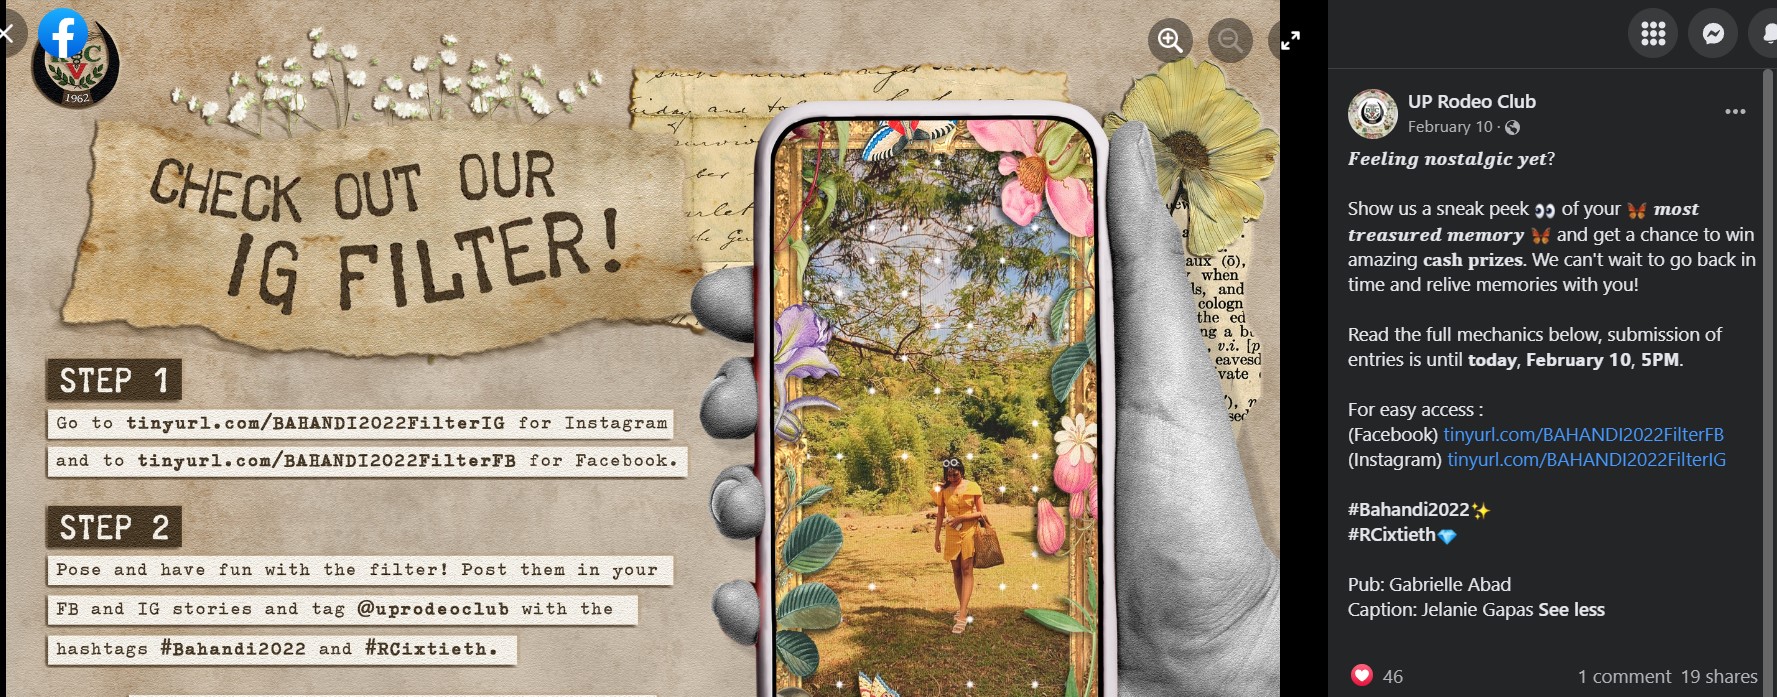 1962
CHECK OUT OUR
IG FILTER!
STEP 1
Go to tinyurl.com/BAHANDI2022FilterIG for Instagram
and to tinyurl.com/BAHANDI2022FilterFB for Facebook.
STEP 2
Pose and have fun with the filter! Post them in your
FB and IG stories and tag @uprodeoclub with the
hashtags #Bahandi2022 and #RCixtieth.
aux (ō),
when
and
cologn
the ed
v.i.
UP Rodeo Club
February 10 ·
Feeling nostalgic yet?
Show us a sneak peek 👀 of your 🦋 most
treasured memory 🦋 and get a chance to win
amazing cash prizes. We can't wait to go back in
time and relive memories with you!
Read the full mechanics below, submission of
entries is until today, February 10, 5PM.
For easy access :
(Facebook) tinyurl.com/BAHANDI2022FilterFB
(Instagram) tinyurl.com/BAHANDI2022FilterIG
#Bahandi2022✨
#RCixtieth💎
Pub: Gabrielle Abad
Caption: Jelanie Gapas See less
46
1 comment 19 shares